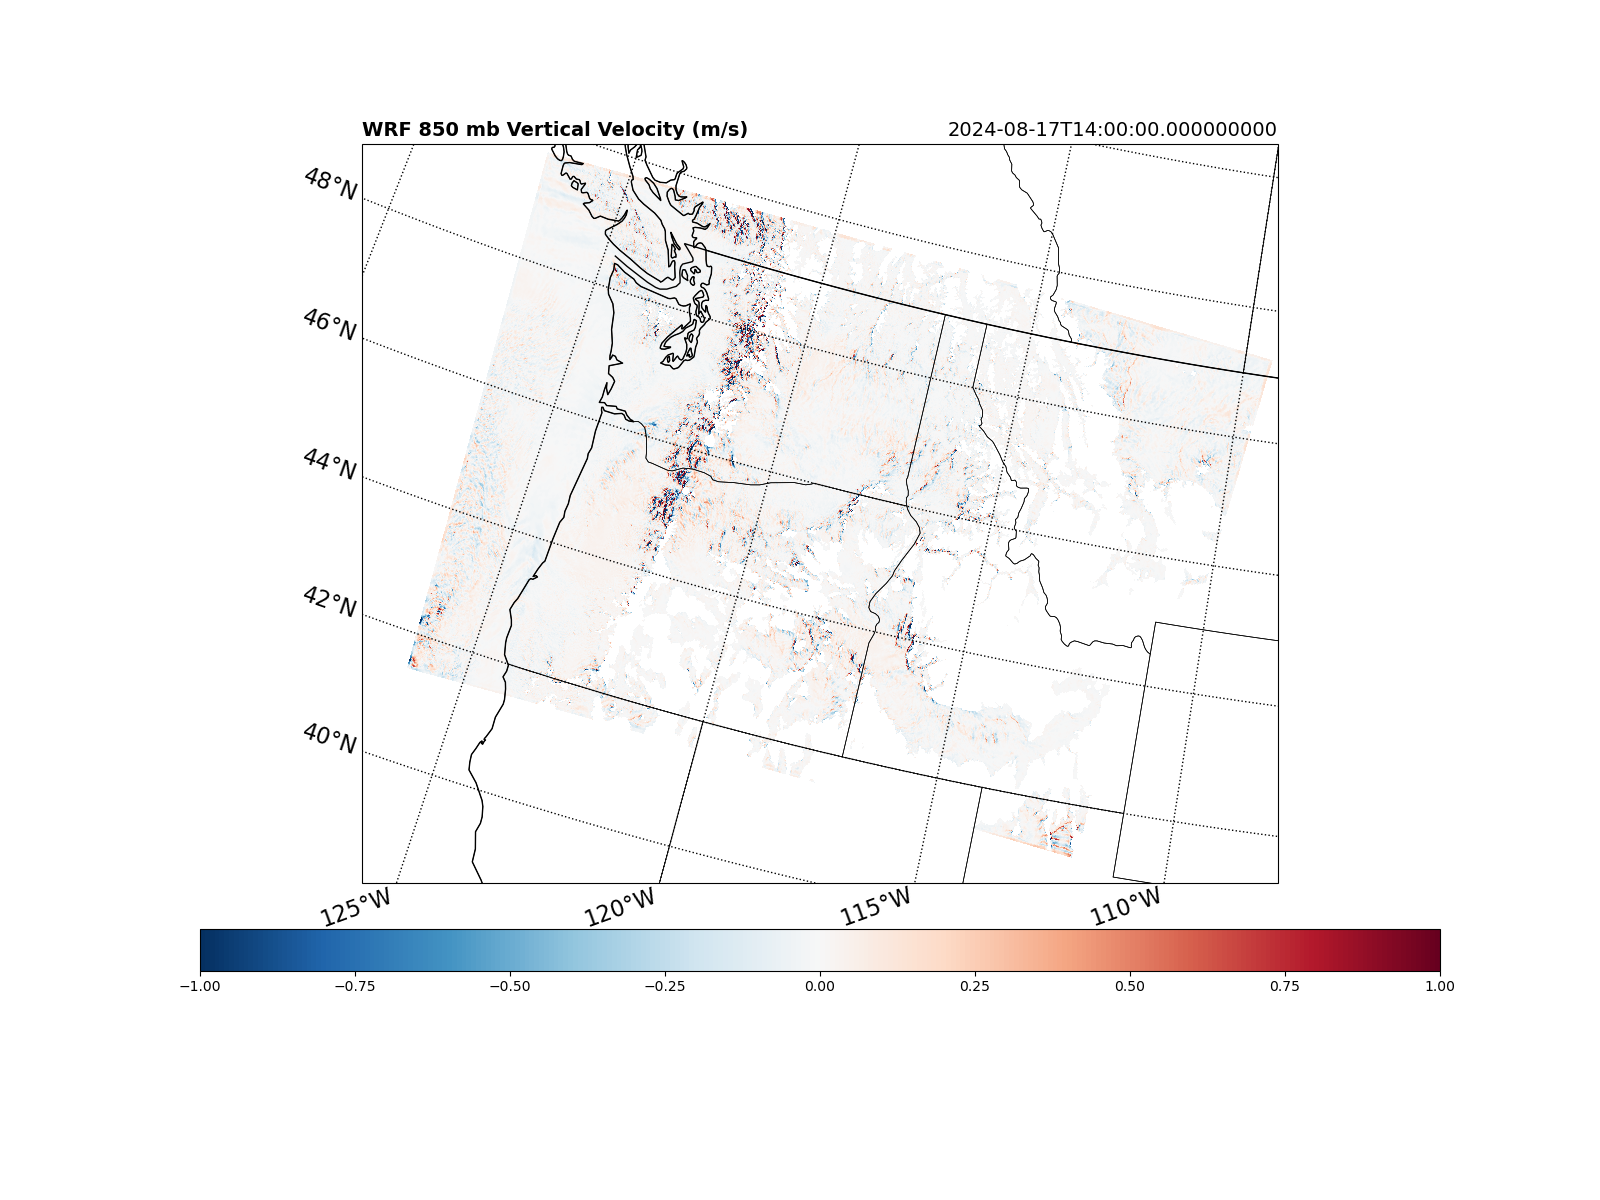 WRF 850 mb Vertical Velocity (m/s)
2024-08-17T14:00:00.000000000
48°N
46°N
44°N
42°N
40°N
125°W
120°W
115°W
110°W
−1.00
−0.75
−0.50
−0.25
0.00
0.25
0.50
0.75
1.00